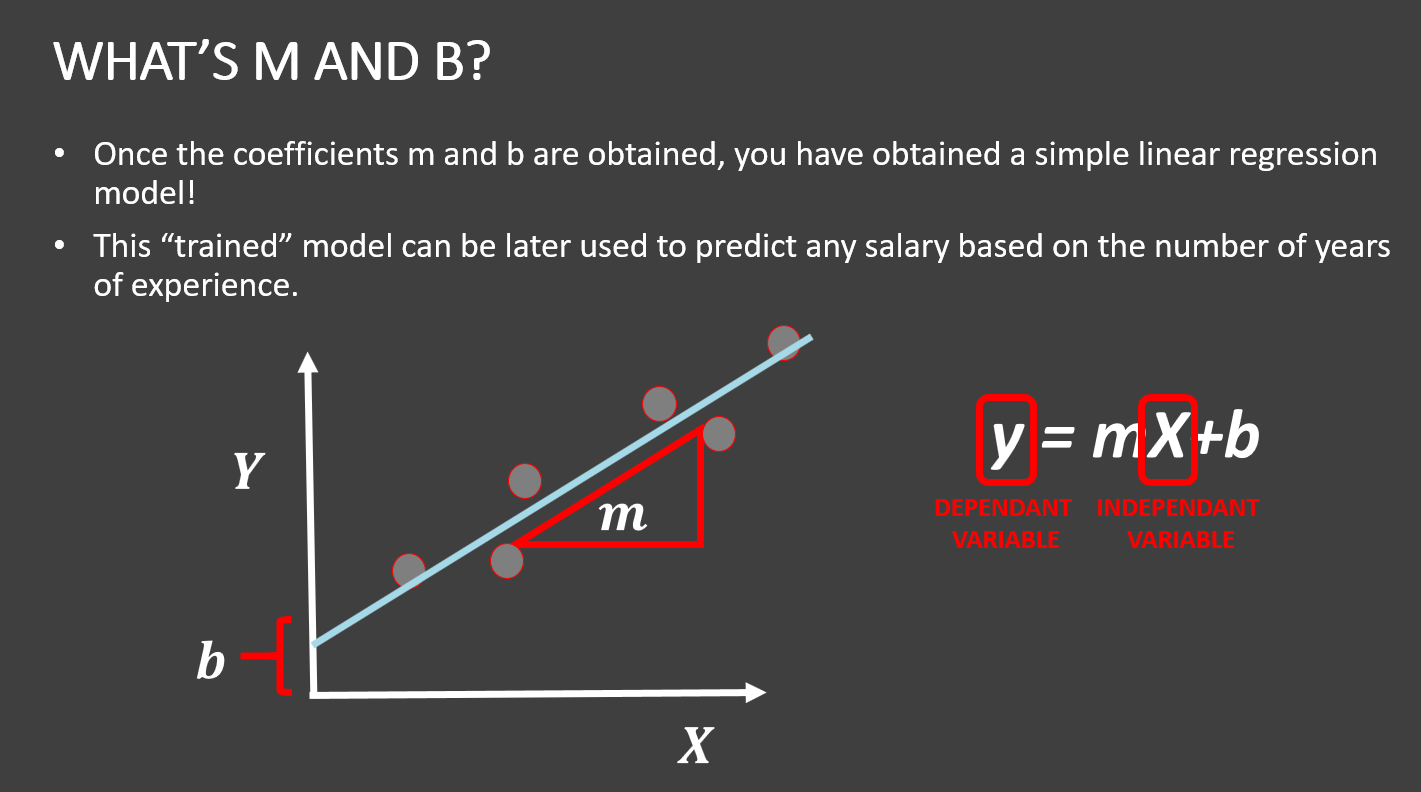 WHAT’S M AND B?
• Once the coefficients m and b are obtained, you have obtained a simple linear regression
model!
• This “trained” model can be later used to predict any salary based on the number of years
of experience.
Y
m
b
X
y = mX+b
DEPENDANT
VARIABLE
INDEPENDANT
VARIABLE